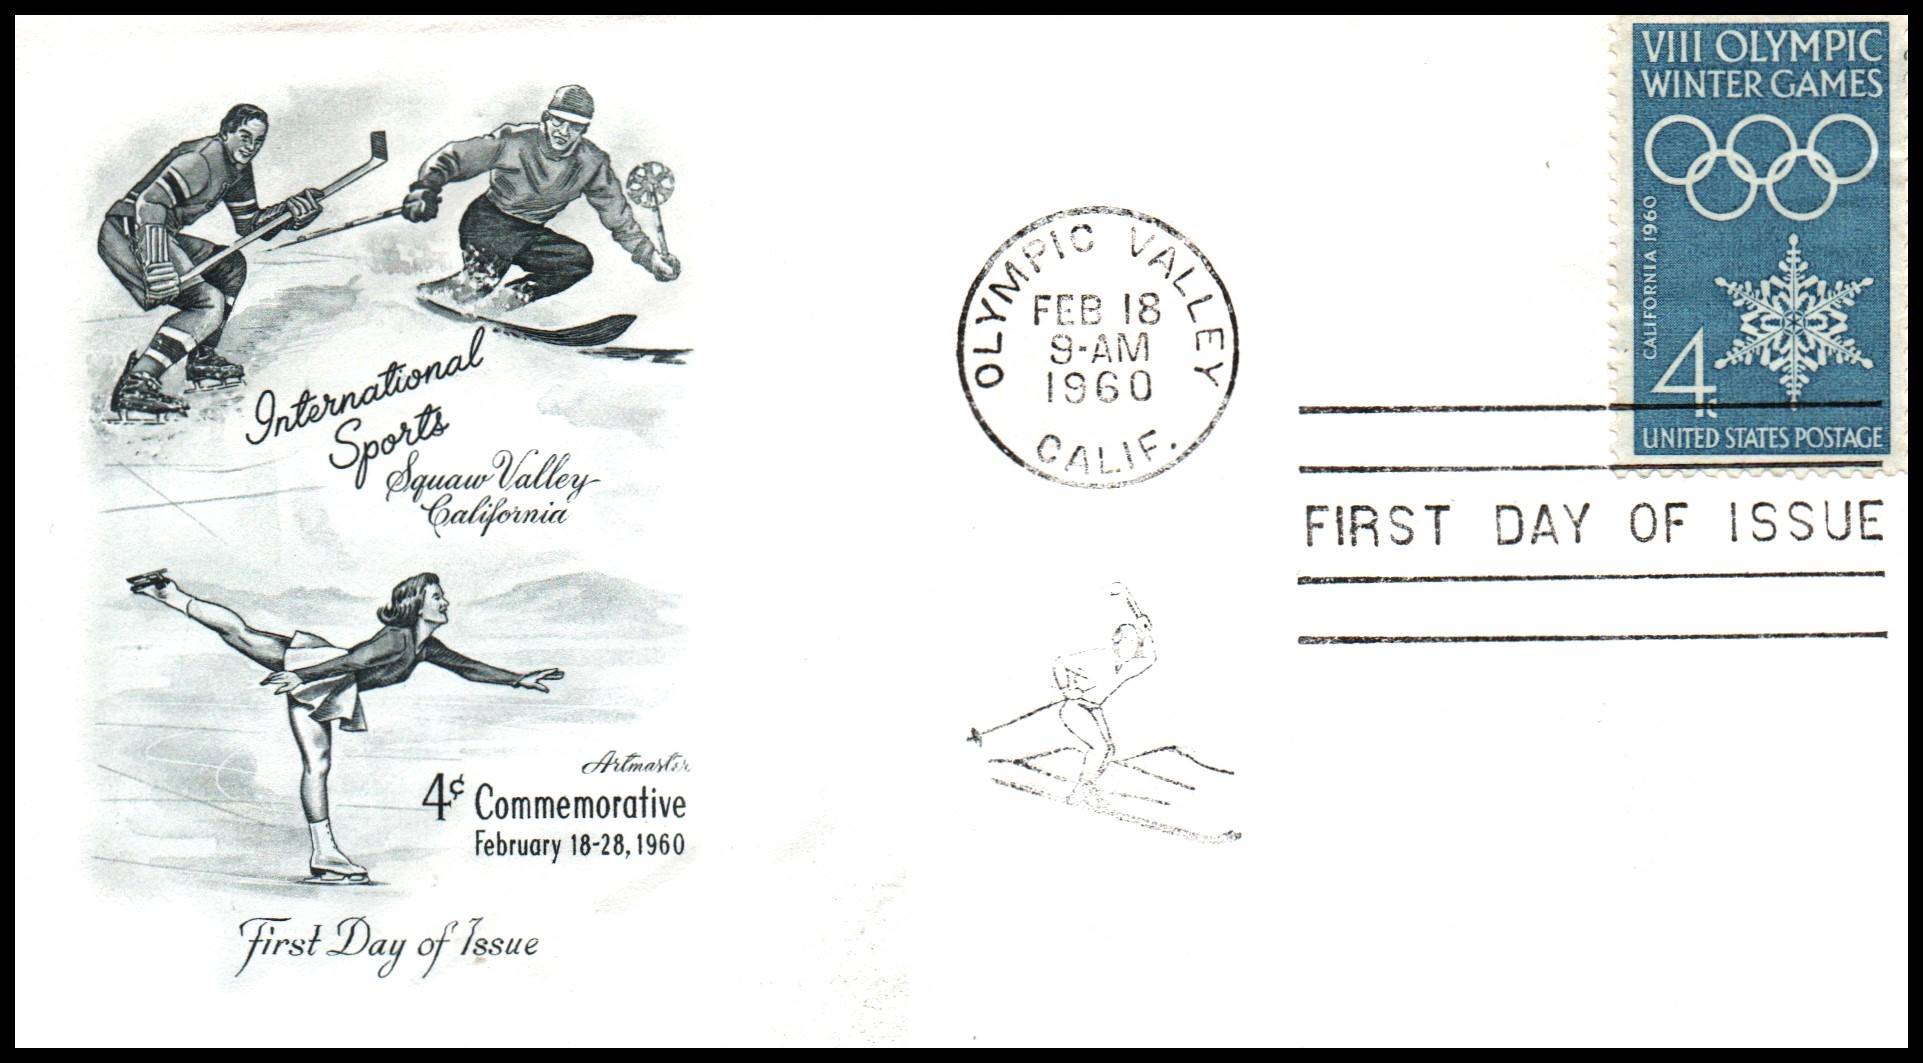 International
Sports
Squaw Valley
California
Artmaster
4¢ Commemorative
February 18-28, 1960
First Day of Issue
OLYMPIC VALLEY
FEB 18
9-AM
1960
CALIF.
VIII OLYMPIC
WINTER GAMES
CALIFORNIA 1960
4c
UNITED STATES POSTAGE
FIRST DAY OF ISSUE